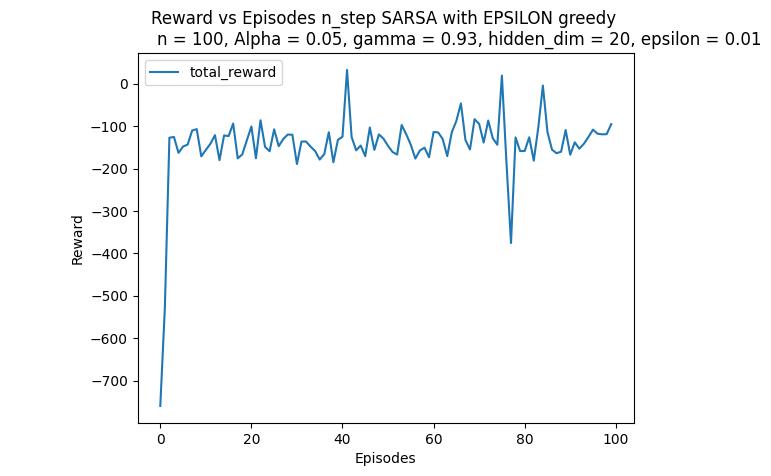 Reward vs Episodes n_step SARSA with EPSILON greedy
n = 100, Alpha = 0.05, gamma = 0.93, hidden_dim = 20, epsilon = 0.01
total_reward
0
−100
−200
−300
−400
−500
−600
−700
Reward
0 20 40 60 80 100
Episodes